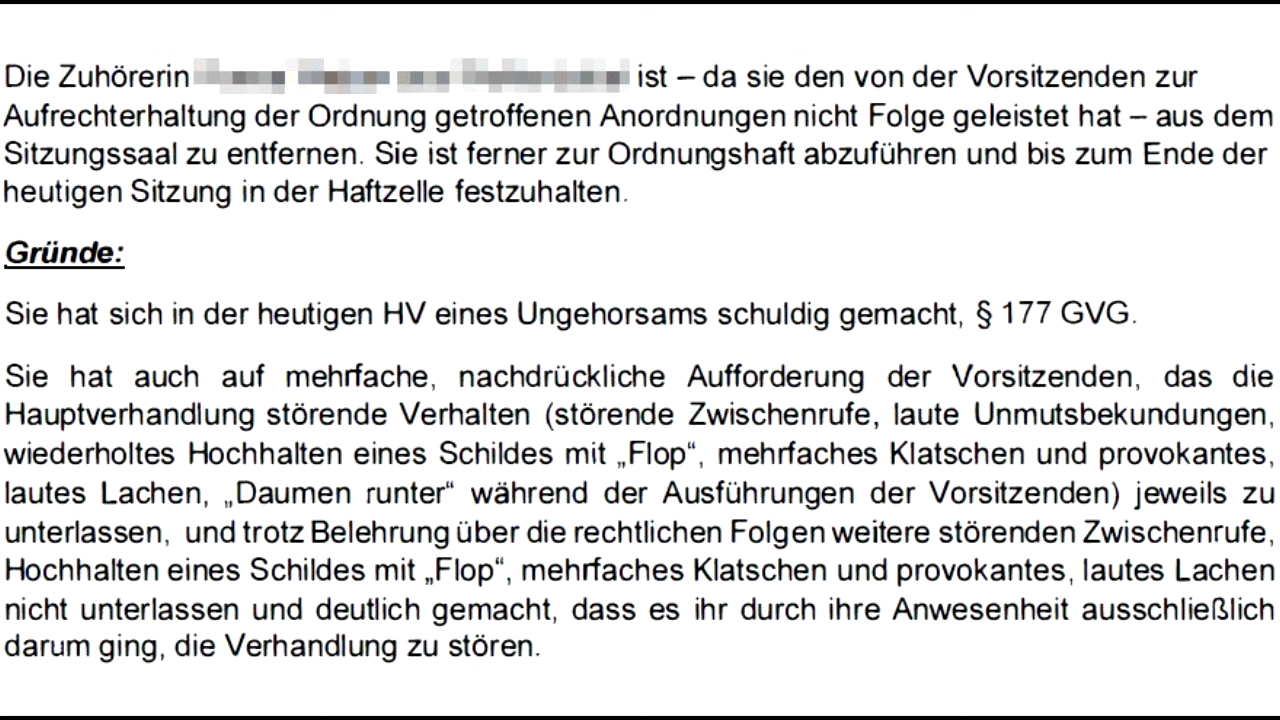 Die Zuhörerin ist – da sie den von der Vorsitzenden zur
Aufrechterhaltung der Ordnung getroffenen Anordnungen nicht Folge geleistet hat – aus dem
Sitzungssaal zu entfernen. Sie ist ferner zur Ordnungshaft abzuführen und bis zum Ende der
heutigen Sitzung in der Haftzelle festzuhalten.
Gründe:
Sie hat sich in der heutigen HV eines Ungehorsams schuldig gemacht, § 177 GVG.
Sie hat auch auf mehrfache, nachdrückliche Aufforderung der Vorsitzenden, das die
Hauptverhandlung störende Verhalten (störende Zwischenrufe, laute Unmutsbekundungen,
wiederholtes Hochhalten eines Schildes mit „Flop“, mehrfaches Klatschen und provokantes,
lautes Lachen, „Daumen runter“ während der Ausführungen der Vorsitzenden) jeweils zu
unterlassen, und trotz Belehrung über die rechtlichen Folgen weitere störenden Zwischenrufe,
Hochhalten eines Schildes mit „Flop“, mehrfaches Klatschen und provokantes, lautes Lachen
nicht unterlassen und deutlich gemacht, dass es ihr durch ihre Anwesenheit ausschließlich
darum ging, die Verhandlung zu stören.